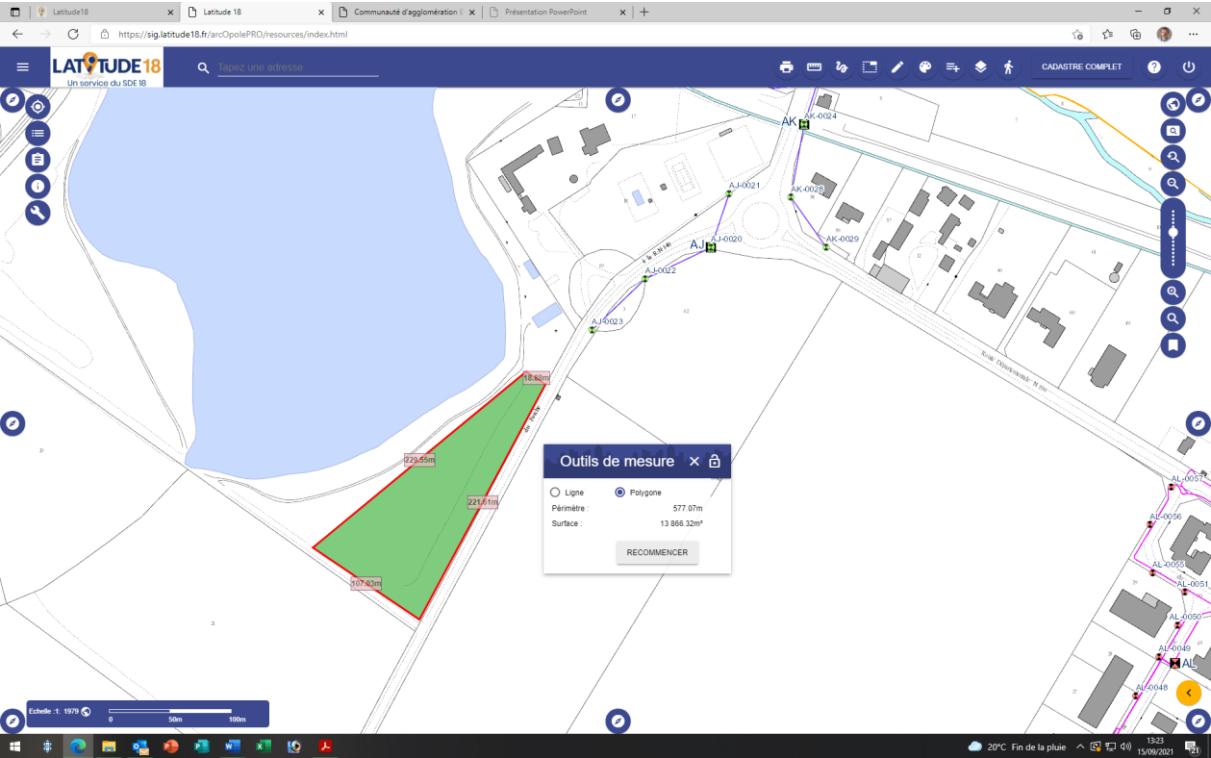 Latitude18
Latitude 18
Communauté d'agglomération
Présentation PowerPoint
https://sig.latitude18.fr/arcOpolePRO/resources/index.html
LATITUDE 18
Un service du SDE 18
Tapez une adresse
CADASTRE COMPLET
AK
AK-0024
AJ-0021
AK-0028
AJ
AJ-0020
AK-0029
AJ-0022
AJ-0023
18.88m
229.55m
221.61m
107.03m
Outils de mesure
Ligne
Polygone
Périmètre :
577.07m
Surface :
13 866.32m²
RECOMMENCER
AL-0057
AL-0056
AL-0055
AL-0051
AL-0050
AL-0049
AL
AL-0048
Echelle :1: 1979
0
50m
100m
20°C Fin de la pluie
13:23
15/09/2021
21